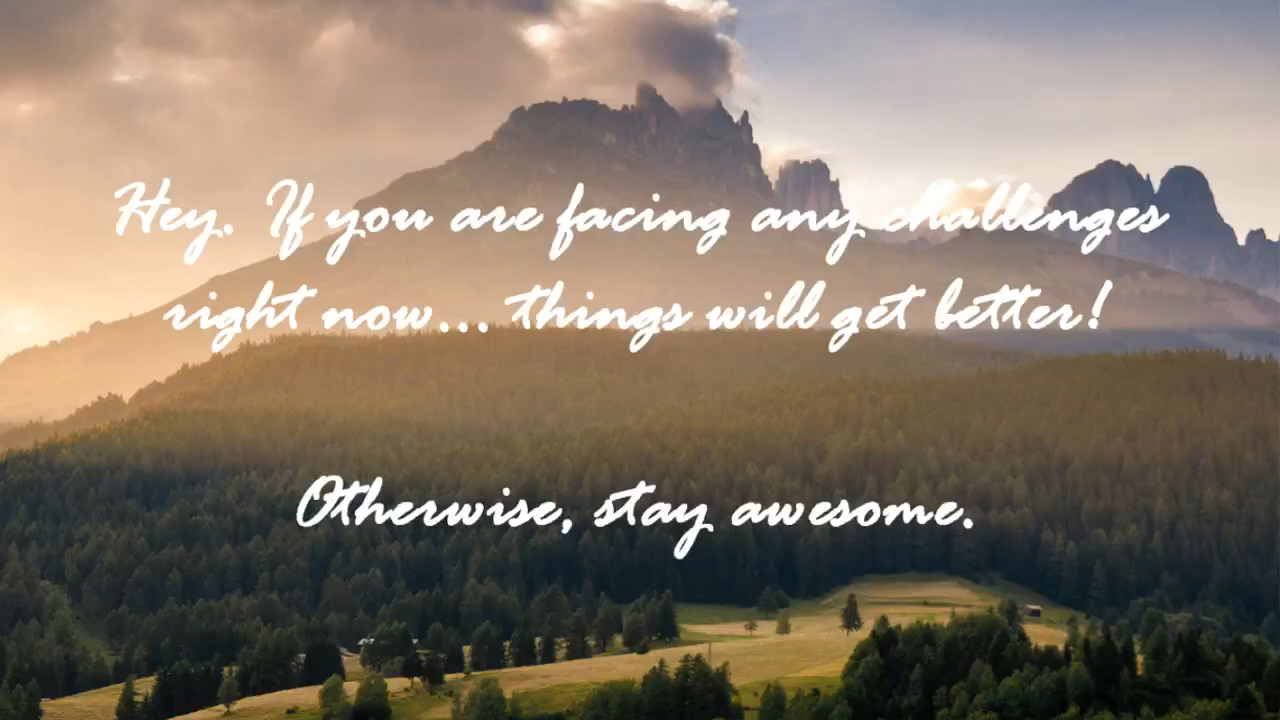 Hey. If you are facing any challenges
right now... things will get better!
Otherwise, stay awesome.